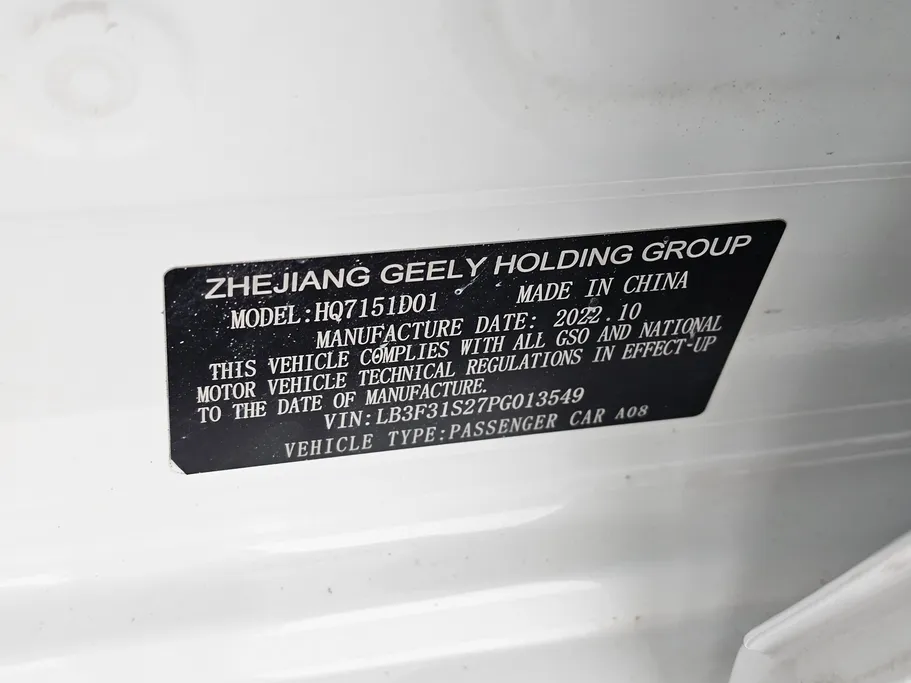 ZHEJIANG GEELY HOLDING GROUP
MODEL:HQ7151D01 MADE IN CHINA
MANUFACTURE DATE: 2022.10
THIS VEHICLE COMPLIES WITH ALL GSO AND NATIONAL
MOTOR VEHICLE TECHNICAL REGULATIONS IN EFFECT-UP
TO THE DATE OF MANUFACTURE.
VIN:LB3F31S27PG013549
VEHICLE TYPE:PASSENGER CAR A08